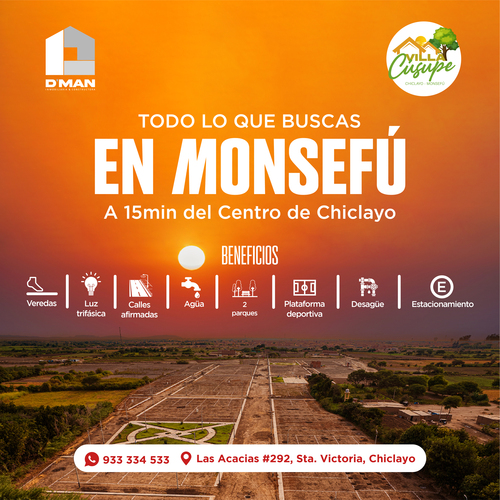 D'MAN
VILLA
Cusupe
TODO LO QUE BUSCAS
EN MONSEFÚ
A 15min del Centro de Chiclayo
BENEFICIOS
Veredas
Luz
trifásica
Calles
afirmadas
Agüa
2
parques
Plataforma
deportiva
Desagüe
E
Estacionamiento
933 334 533
Las Acacias #292, Sta. Victoria, Chiclayo